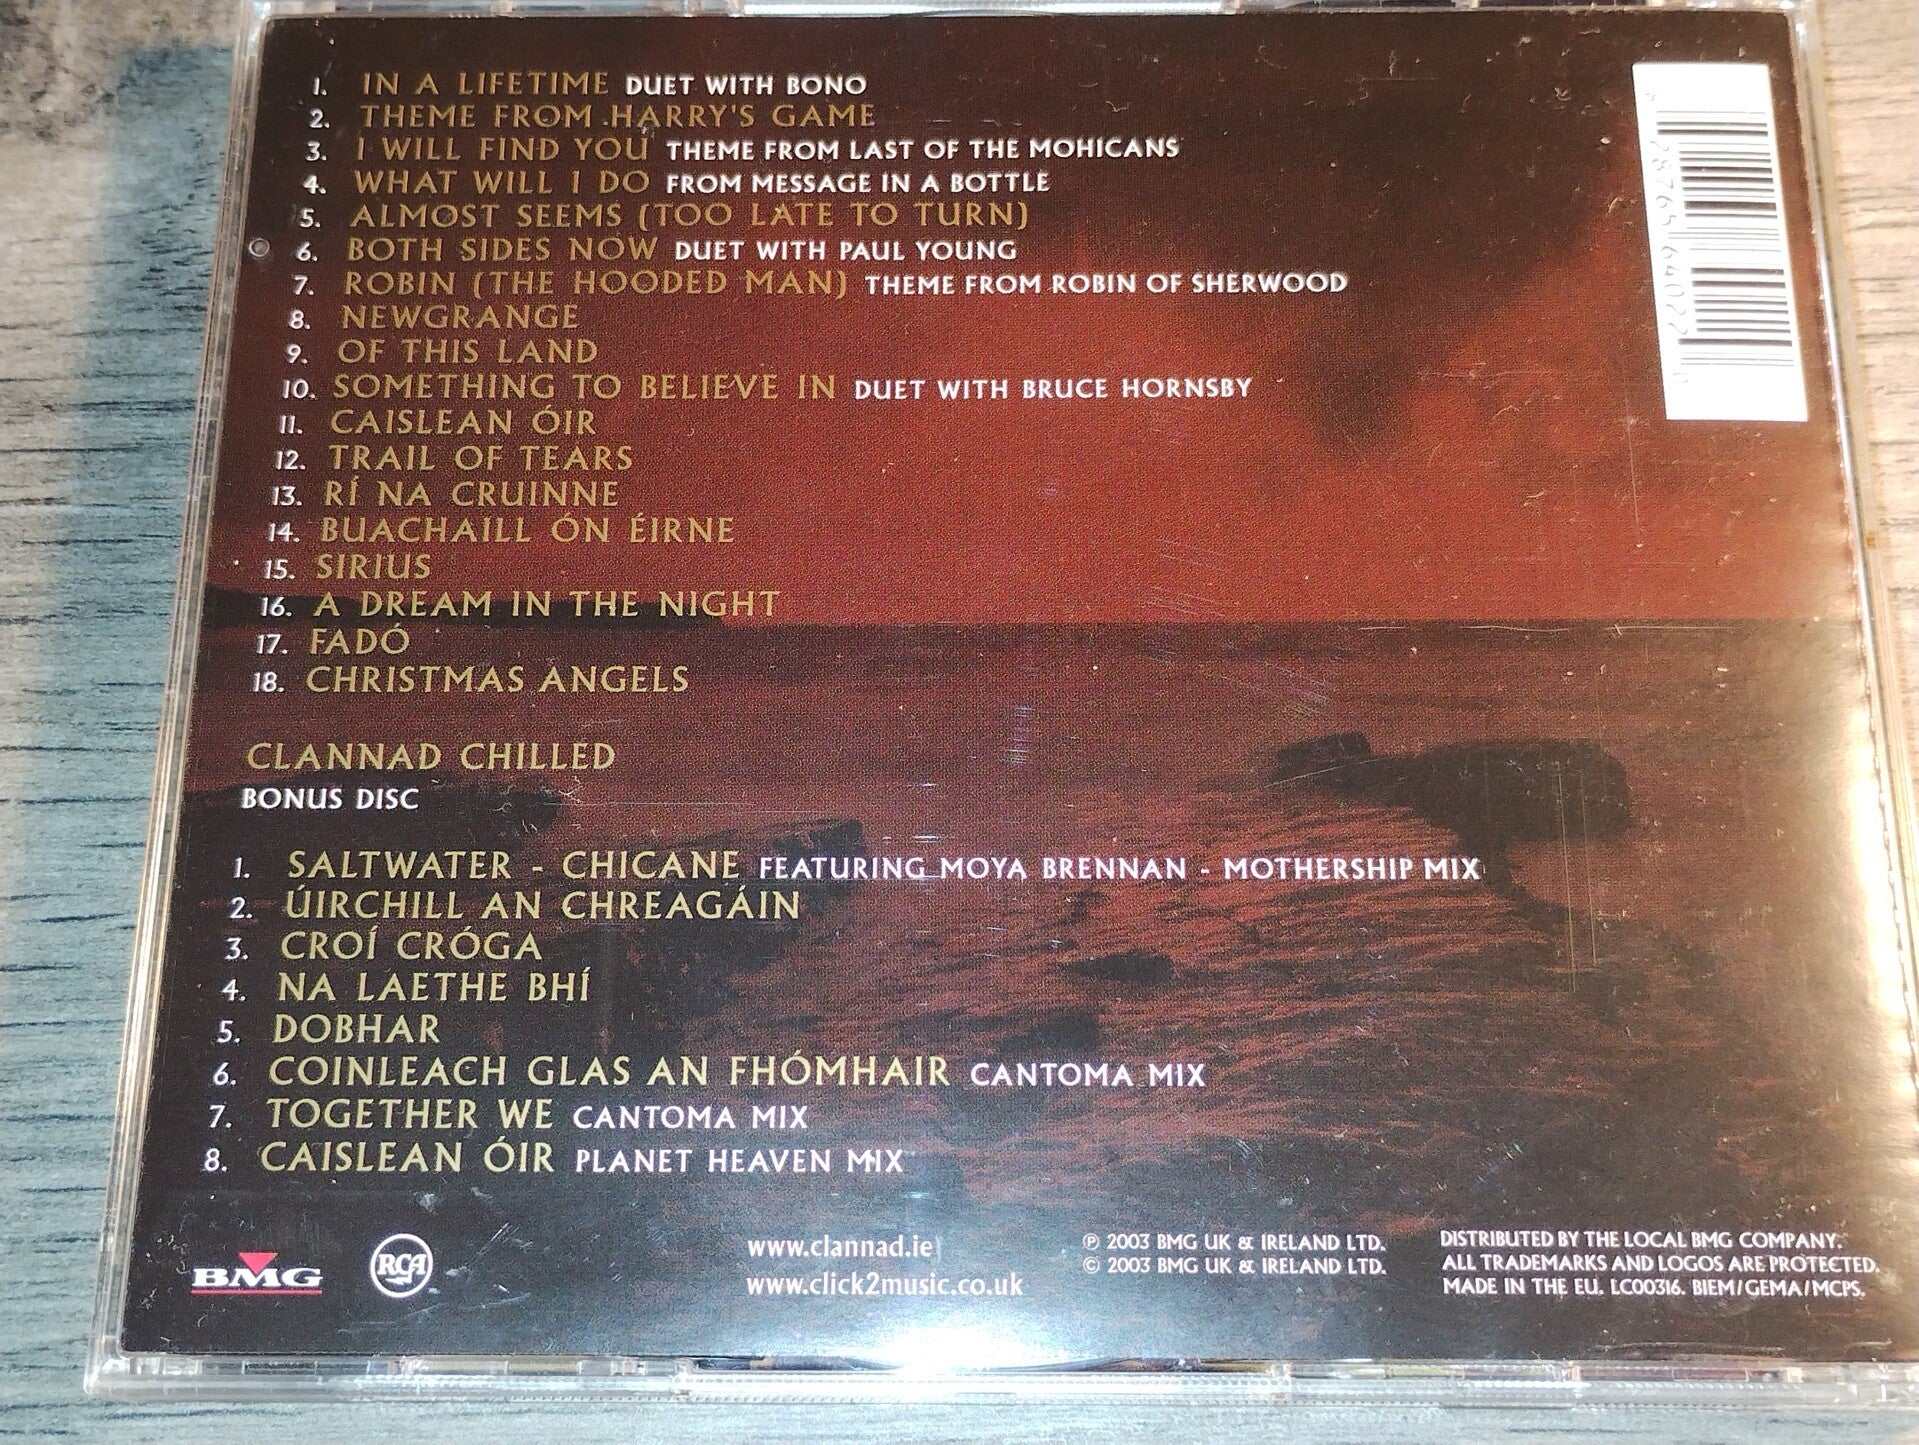 1. IN A LIFETIME DUET WITH BONO
2. THEME FROM HARRY'S GAME
3. I WILL FIND YOU THEME FROM LAST OF THE MOHICANS
4. WHAT WILL I DO FROM MESSAGE IN A BOTTLE
5. ALMOST SEEMS (TOO LATE TO TURN)
6. BOTH SIDES NOW DUET WITH PAUL YOUNG
7. ROBIN (THE HOODED MAN) THEME FROM ROBIN OF SHERWOOD
8. NEWGRANGE
9. OF THIS LAND
10. SOMETHING TO BELIEVE IN DUET WITH BRUCE HORNSBY
11. CAISLEAN ÓIR
12. TRAIL OF TEARS
13. RÍ NA CRUINNE
14. BUACHAILL ÓN ÉIRNE
15. SIRIUS
16. A DREAM IN THE NIGHT
17. FADÓ
18. CHRISTMAS ANGELS
CLANNAD CHILLED
BONUS DISC
1. SALTWATER - CHICANE FEATURING MOYA BRENNAN - MOTHERSHIP MIX
2. ÚIRCHILL AN CHREAGÁIN
3. CROÍ CRÓGA
4. NA LAETHE BHÍ
5. DOBHAR
6. COINLEACH GLAS AN FHÓMHAIR CANTOMA MIX
7. TOGETHER WE CANTOMA MIX
8. CAISLEAN ÓIR PLANET HEAVEN MIX
BMG
RCA
www.clannad.ie
www.click2music.co.uk
℗ 2003 BMG UK & IRELAND LTD.
© 2003 BMG UK & IRELAND LTD.
DISTRIBUTED BY THE LOCAL BMG COMPANY.
ALL TRADEMARKS AND LOGOS ARE PROTECTED.
MADE IN THE EU. LC00316. BIEM/GEMA/MCPS.
8 28765 64022 0